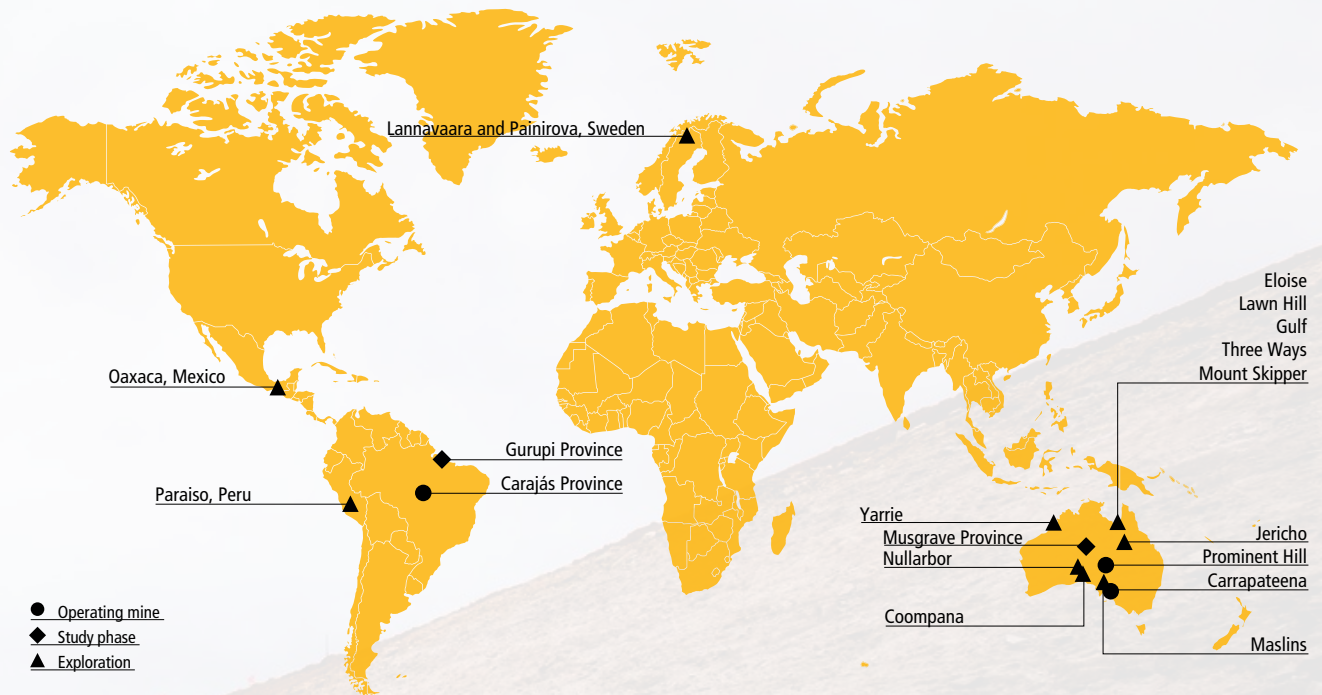 Lannavaara and Painirova, Sweden
Eloise
Lawn Hill
Gulf
Three Ways
Mount Skipper
Oaxaca, Mexico
Gurupi Province
Carajás Province
Paraiso, Peru
Yarrie
Musgrave Province
Nullarbor
Coompana
Jericho
Prominent Hill
Carrapateena
Maslins
Operating mine
Study phase
Exploration